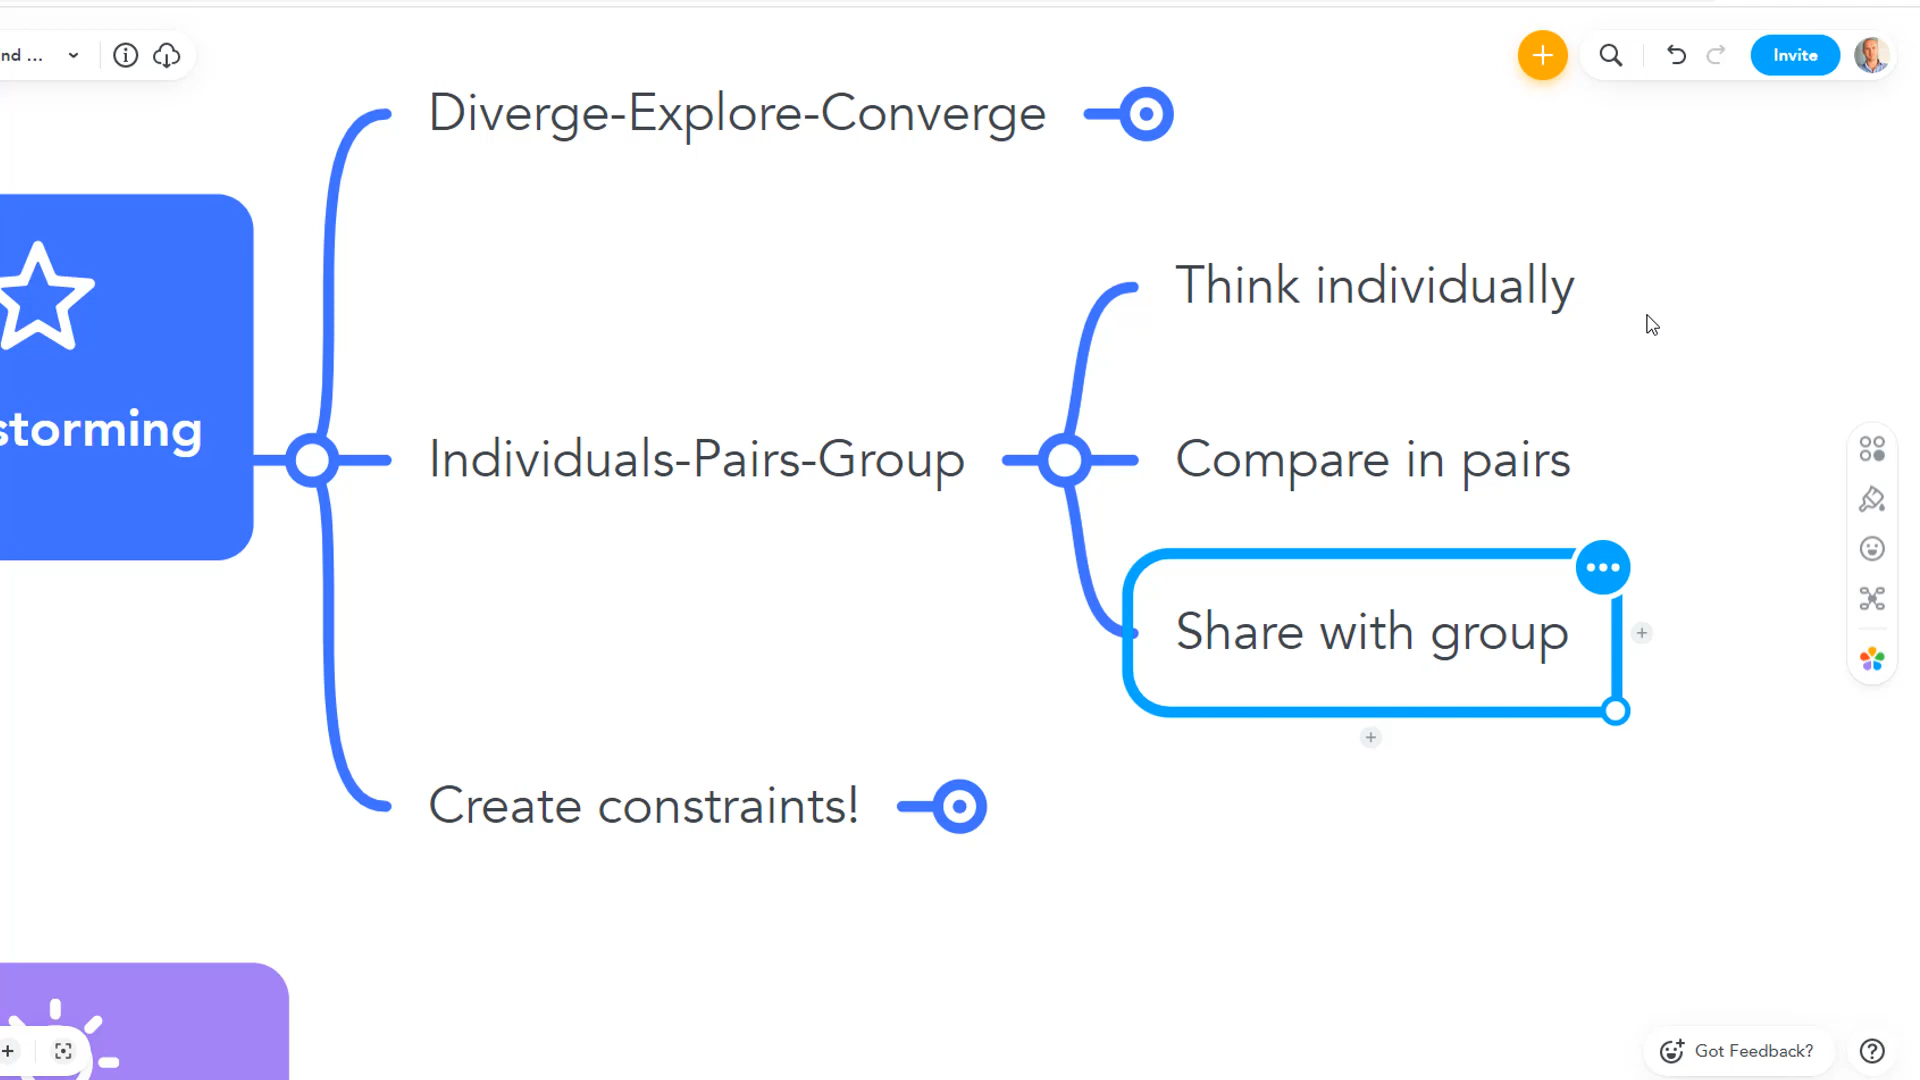 nd ...
Invite
Diverge-Explore-Converge
Think individually
storming
Individuals-Pairs-Group
Compare in pairs
Share with group
Create constraints!
Got Feedback?